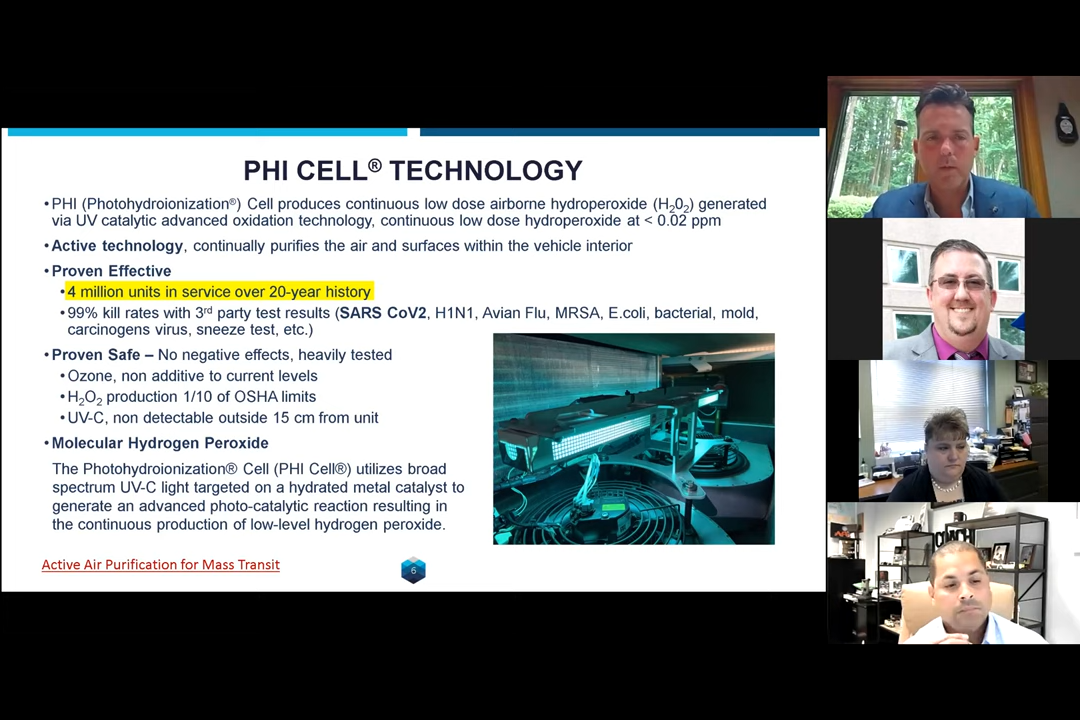 PHI CELL® TECHNOLOGY
•PHI (Photohydroionization®) Cell produces continuous low dose airborne hydroperoxide (H₂0₂) generated
via UV catalytic advanced oxidation technology, continuous low dose hydroperoxide at < 0.02 ppm
•Active technology, continually purifies the air and surfaces within the vehicle interior
•Proven Effective
•4 million units in service over 20-year history
•99% kill rates with 3rd party test results (SARS CoV2, H1N1, Avian Flu, MRSA, E.coli, bacterial, mold,
carcinogens virus, sneeze test, etc.)
•Proven Safe – No negative effects, heavily tested
•Ozone, non additive to current levels
•H₂O₂ production 1/10 of OSHA limits
•UV-C, non detectable outside 15 cm from unit
•Molecular Hydrogen Peroxide
The Photohydroionization® Cell (PHI Cell®) utilizes broad
spectrum UV-C light targeted on a hydrated metal catalyst to
generate an advanced photo-catalytic reaction resulting in
the continuous production of low-level hydrogen peroxide.
Active Air Purification for Mass Transit
6
COACH